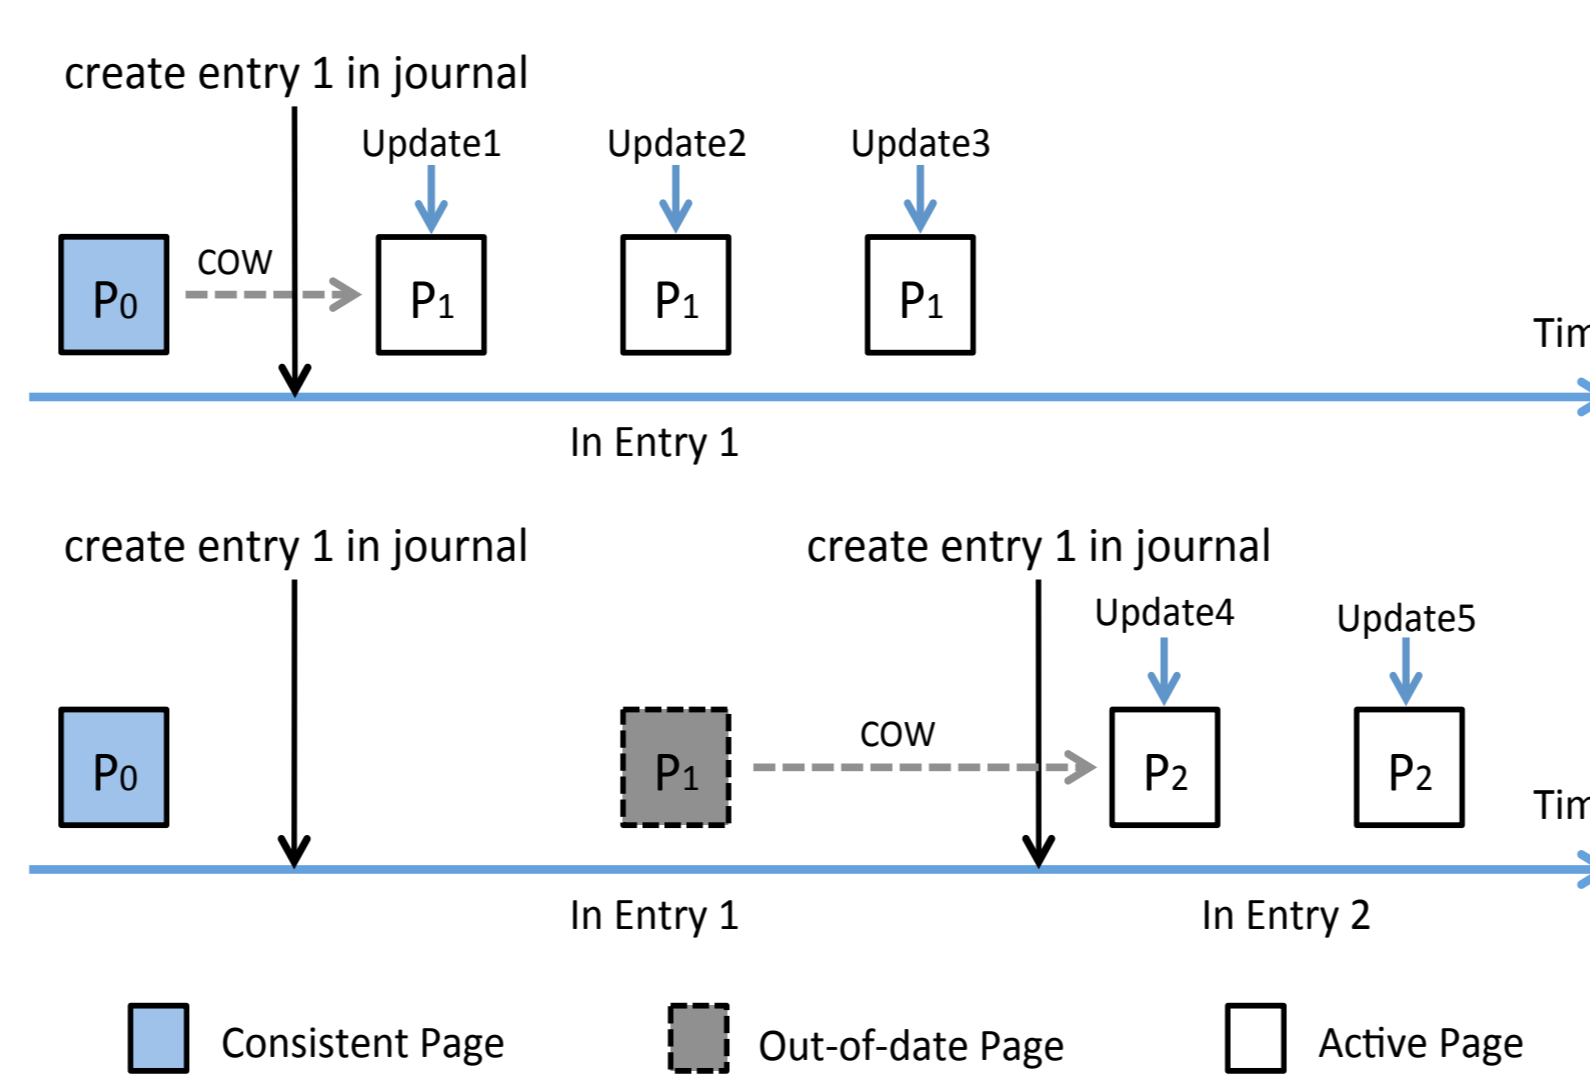 create entry 1 in journal
Update1 Update2 Update3
COW
P0 P1 P1 P1
Tim
In Entry 1
create entry 1 in journal create entry 1 in journal
Update4 Update5
COW
P0 P1 P2 P2
Tim
In Entry 1 In Entry 2
Consistent Page Out-of-date Page Active Page